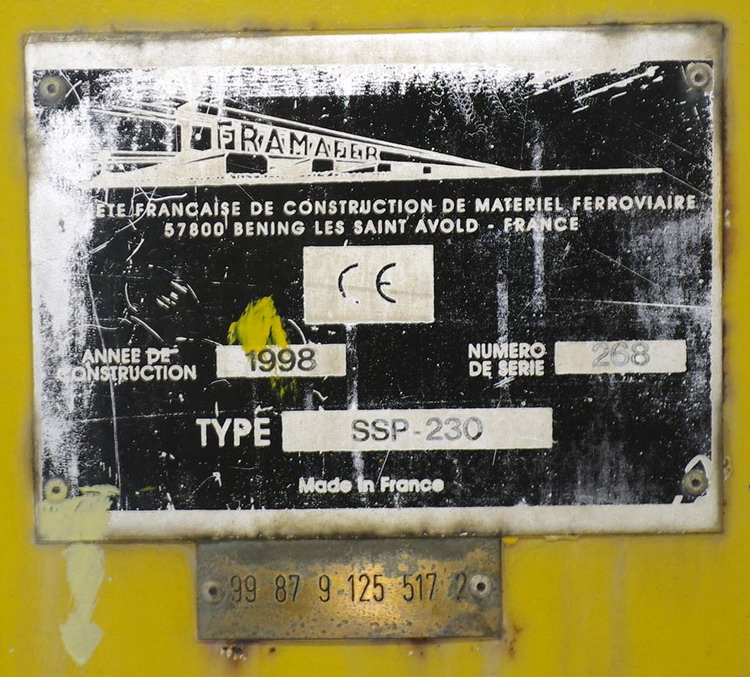 FRAMAFER
ETE FRANCAISE DE CONSTRUCTION DE MATERIEL FERROVIAIRE
57800 BENING LES SAINT AVOLD - FRANCE
CE
ANNEE DE CONSTRUCTION 1998
NUMERO DE SERIE 268
TYPE SSP-230
Made in France
99 87 9 125 517 2